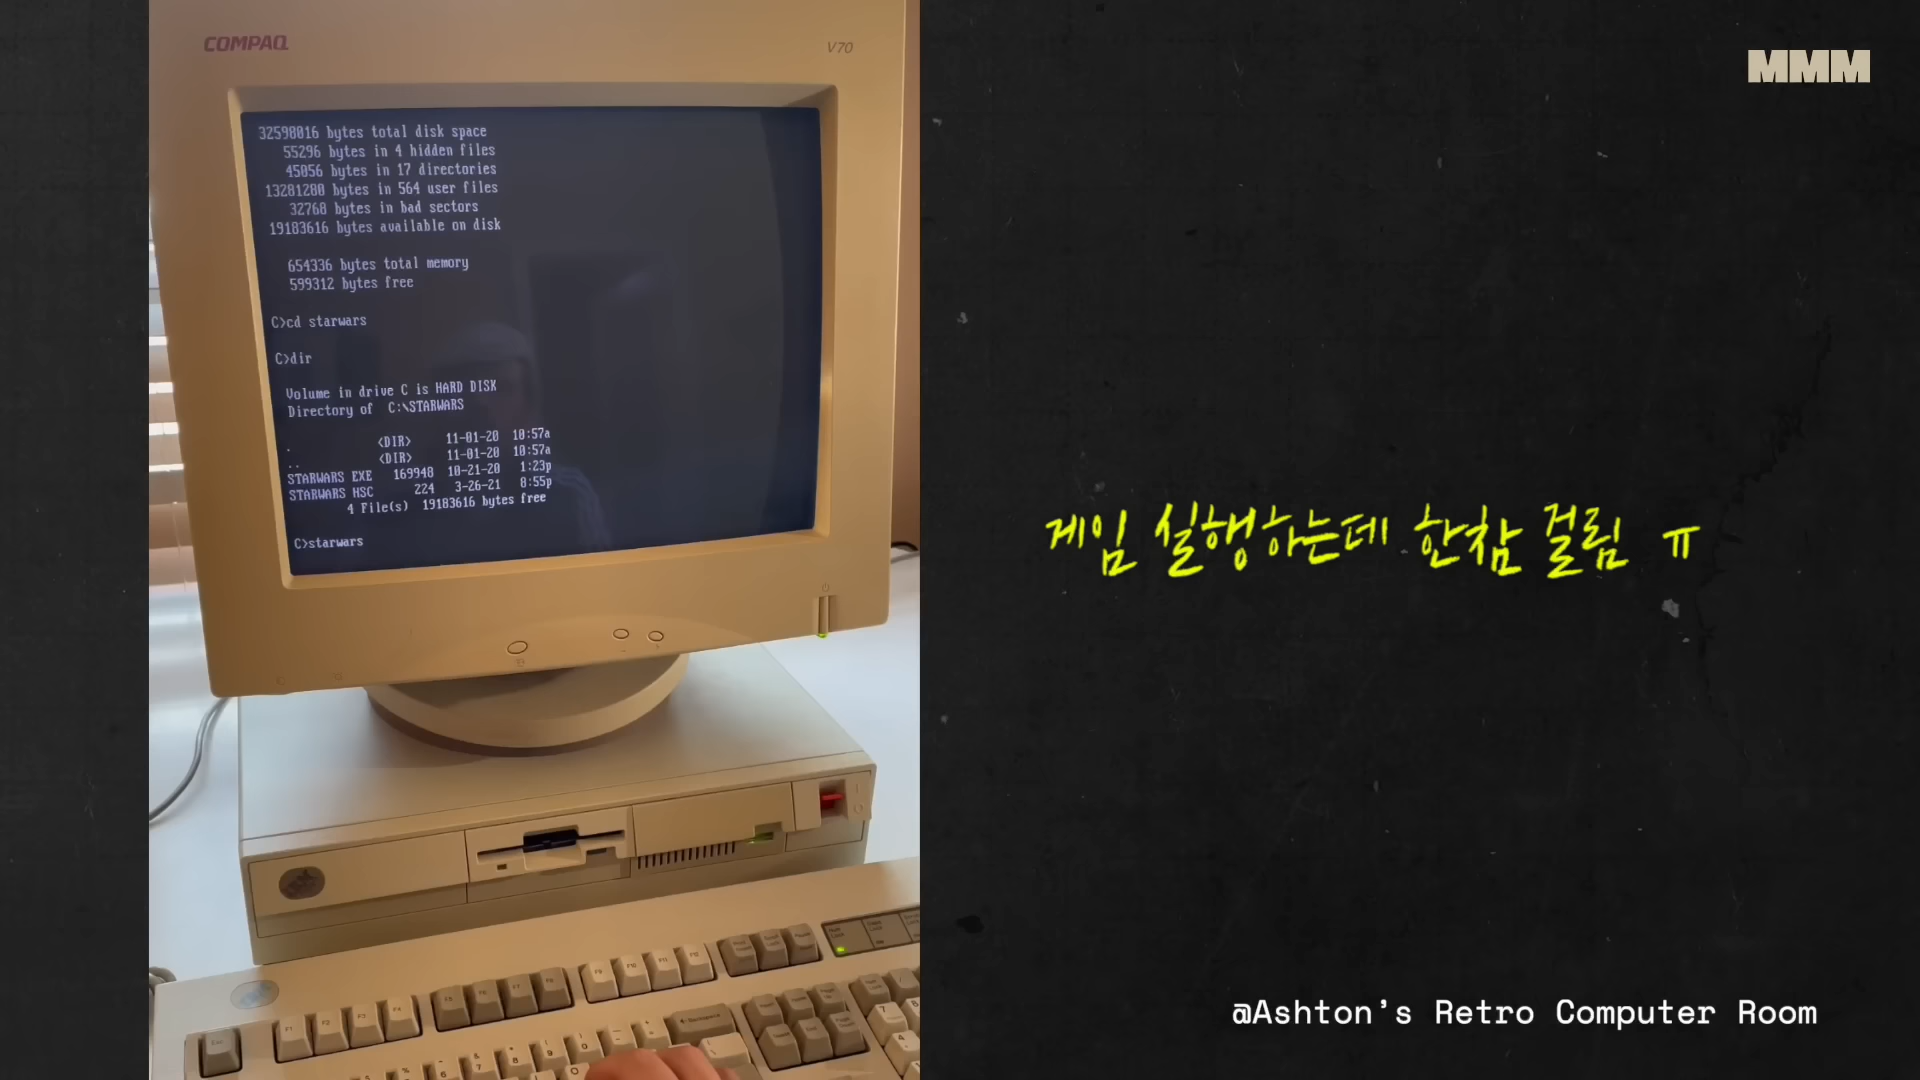 COMPAQ
V70
MMM
32598016 bytes total disk space
55296 bytes in 4 hidden files
45056 bytes in 17 directories
13281280 bytes in 564 user files
32768 bytes in bad sectors
19183616 bytes available on disk
654336 bytes total memory
599312 bytes free
C>cd starwars
C>dir
Volume in drive C is HARD DISK
Directory of C:\STARWARS
. <DIR> 11-01-20 10:57a
.. <DIR> 11-01-20 10:57a
STARWARS EXE 169948 10-21-20 1:23p
STARWARS HSC 224 3-26-21 8:55p
4 File(s) 19183616 bytes free
C>starwars
게임 실행하는데 한참 걸림 ㅠ
@Ashton's Retro Computer Room